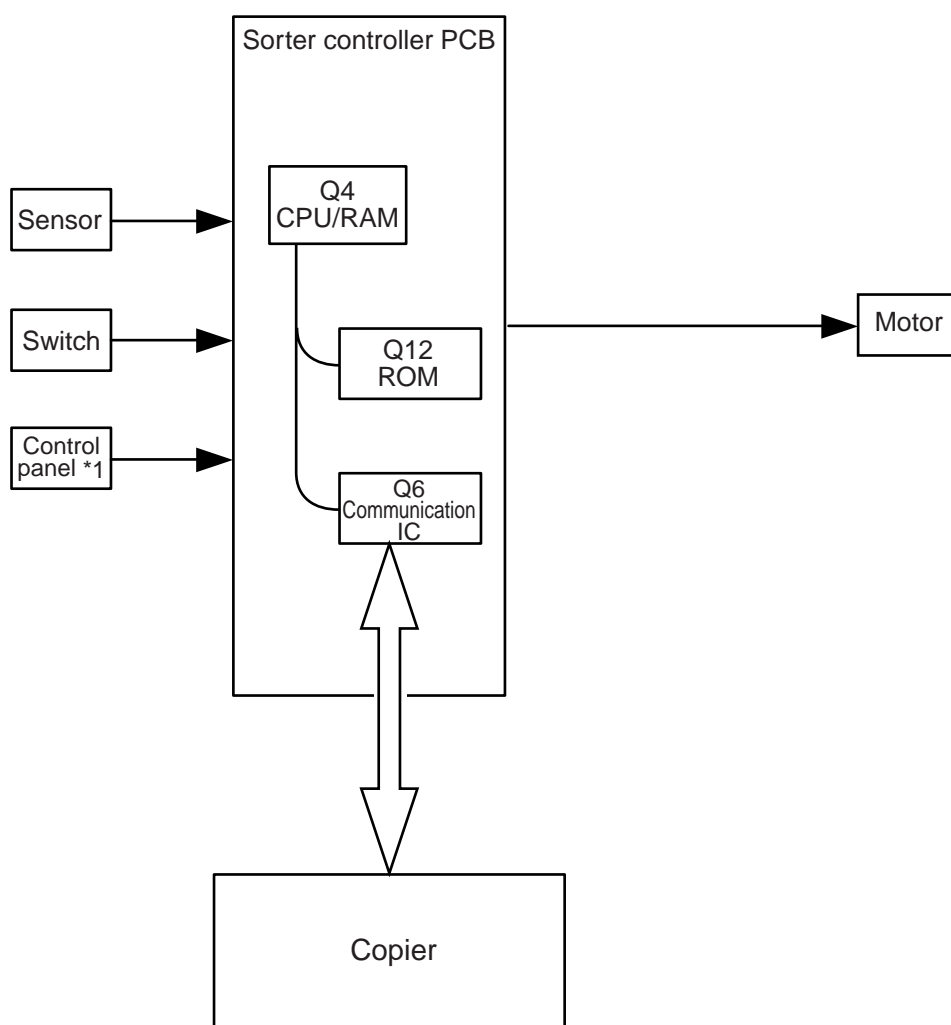 Sorter controller PCB
Q4
CPU/RAM
Sensor
Switch
Q12
ROM
Motor
Control
panel *1
Q6
Communication
IC
Copier